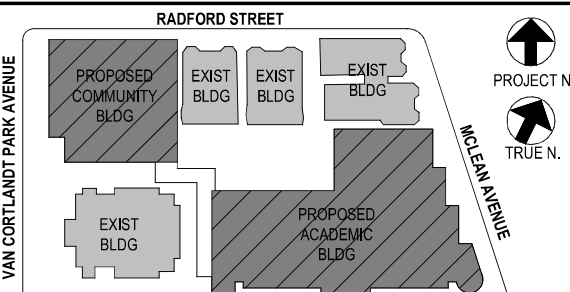 RADFORD STREET
VAN CORTLANDT PARK AVENUE
PROPOSED
COMMUNITY
BLDG
EXIST
BLDG
EXIST
BLDG
EXIST
BLDG
PROJECT N
TRUE N.
MCLEAN AVENUE
EXIST
BLDG
PROPOSED
ACADEMIC
BLDG